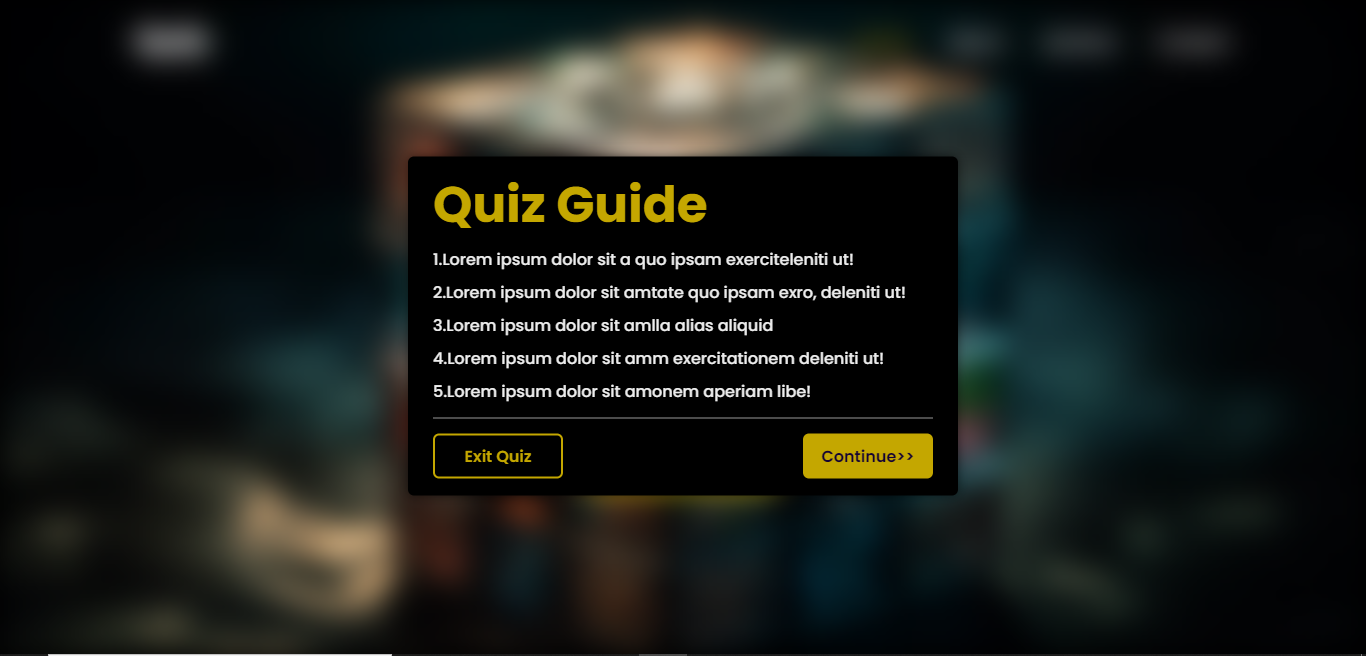 Quiz Guide
1.Lorem ipsum dolor sit a quo ipsam exerciteleniti ut!
2.Lorem ipsum dolor sit amtate quo ipsam exro, deleniti ut!
3.Lorem ipsum dolor sit amlla alias aliquid
4.Lorem ipsum dolor sit amm exercitationem deleniti ut!
5.Lorem ipsum dolor sit amonem aperiam libe!
Exit Quiz
Continue>>